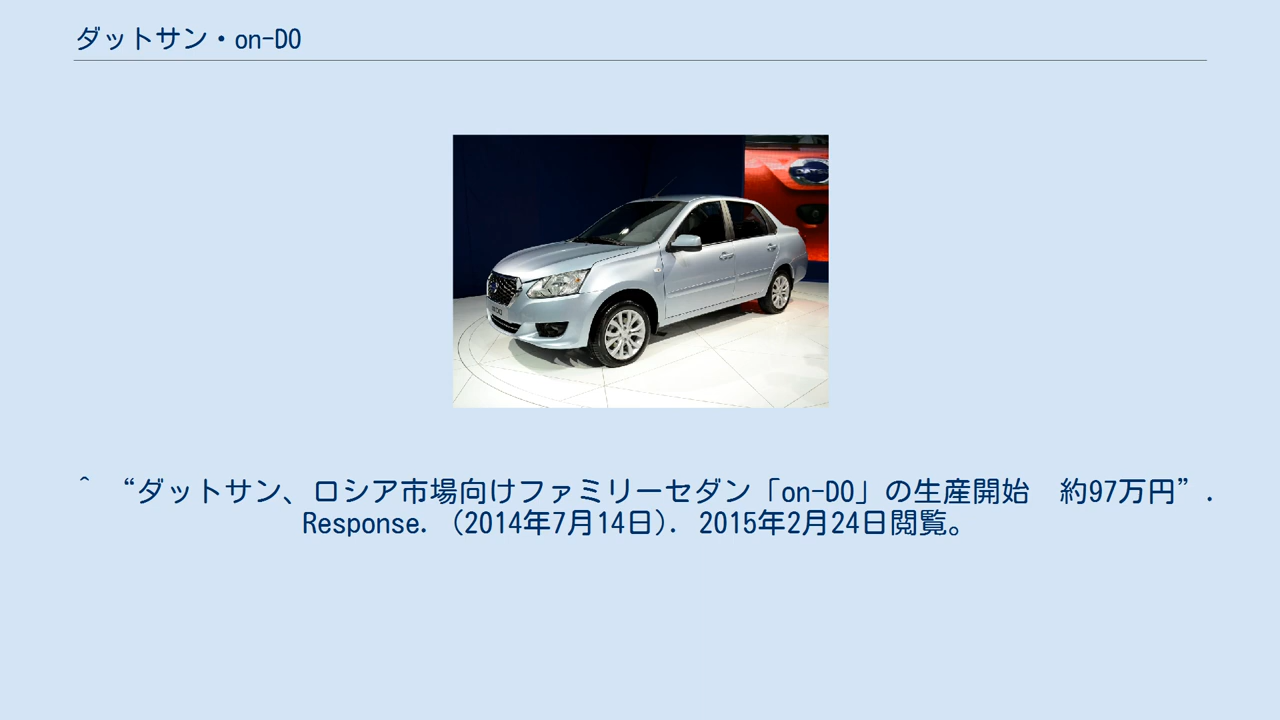 ダットサン・on-DO
^ “ダットサン、ロシア市場向けファミリーセダン「on-DO」の生産開始　約97万円”.
Response. (2014年7月14日). 2015年2月24日閲覧。